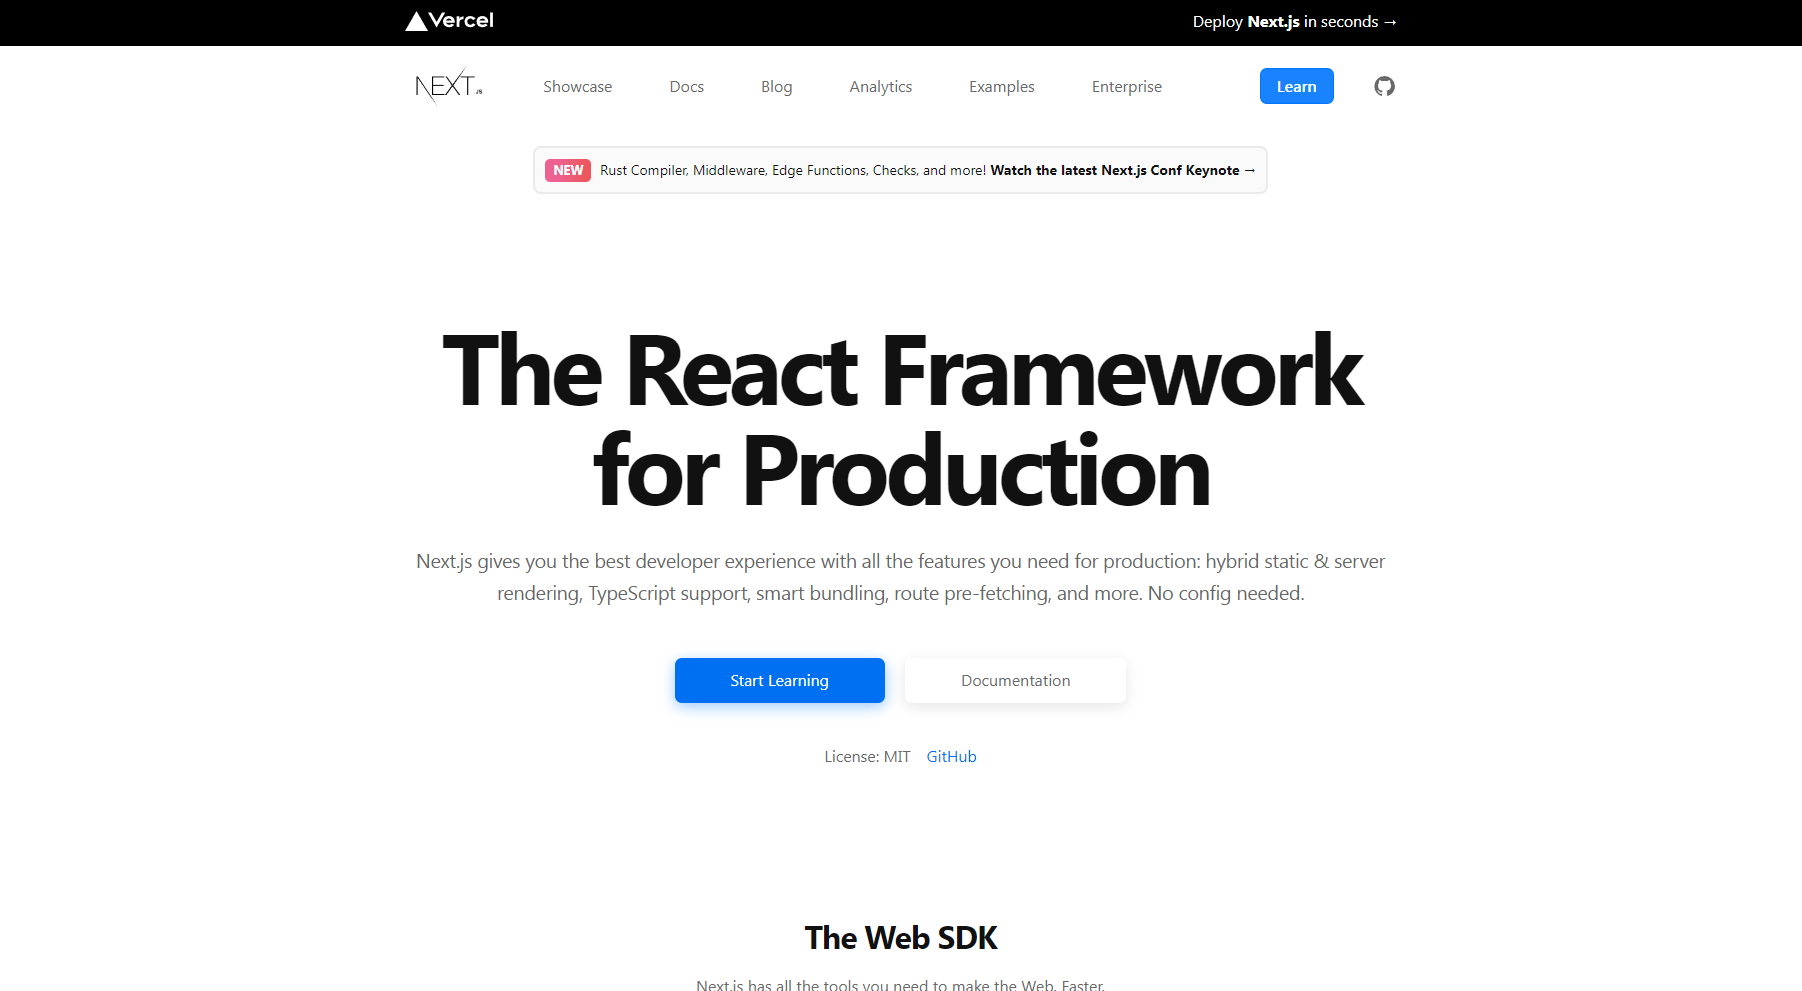 Vercel
Deploy Next.js in seconds →
NEXT.JS
Showcase
Docs
Blog
Analytics
Examples
Enterprise
Learn
NEW Rust Compiler, Middleware, Edge Functions, Checks, and more! Watch the latest Next.js Conf Keynote →
The React Framework
for Production
Next.js gives you the best developer experience with all the features you need for production: hybrid static & server
rendering, TypeScript support, smart bundling, route pre-fetching, and more. No config needed.
Start Learning
Documentation
License: MIT GitHub
The Web SDK
Next.js has all the tools you need to make the Web. Faster.